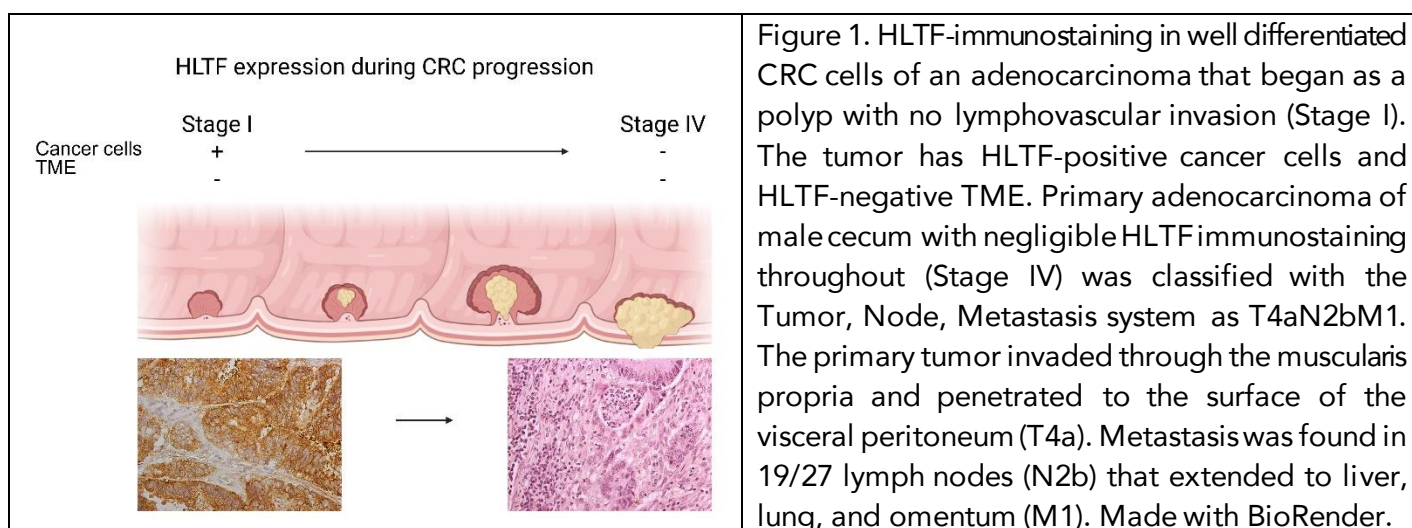 HLTF expression during CRC progression
Stage I
Stage IV
Cancer cells
+
-
TME
-
-
Figure 1. HLTF-immunostaining in well differentiated
CRC cells of an adenocarcinoma that began as a
polyp with no lymphovascular invasion (Stage I).
The tumor has HLTF-positive cancer cells and
HLTF-negative TME. Primary adenocarcinoma of
male cecum with negligible HLTF immunostaining
throughout (Stage IV) was classified with the
Tumor, Node, Metastasis system as T4aN2bM1.
The primary tumor invaded through the muscularis
propria and penetrated to the surface of the
visceral peritoneum (T4a). Metastasis was found in
19/27 lymph nodes (N2b) that extended to liver,
lung, and omentum (M1). Made with BioRender.